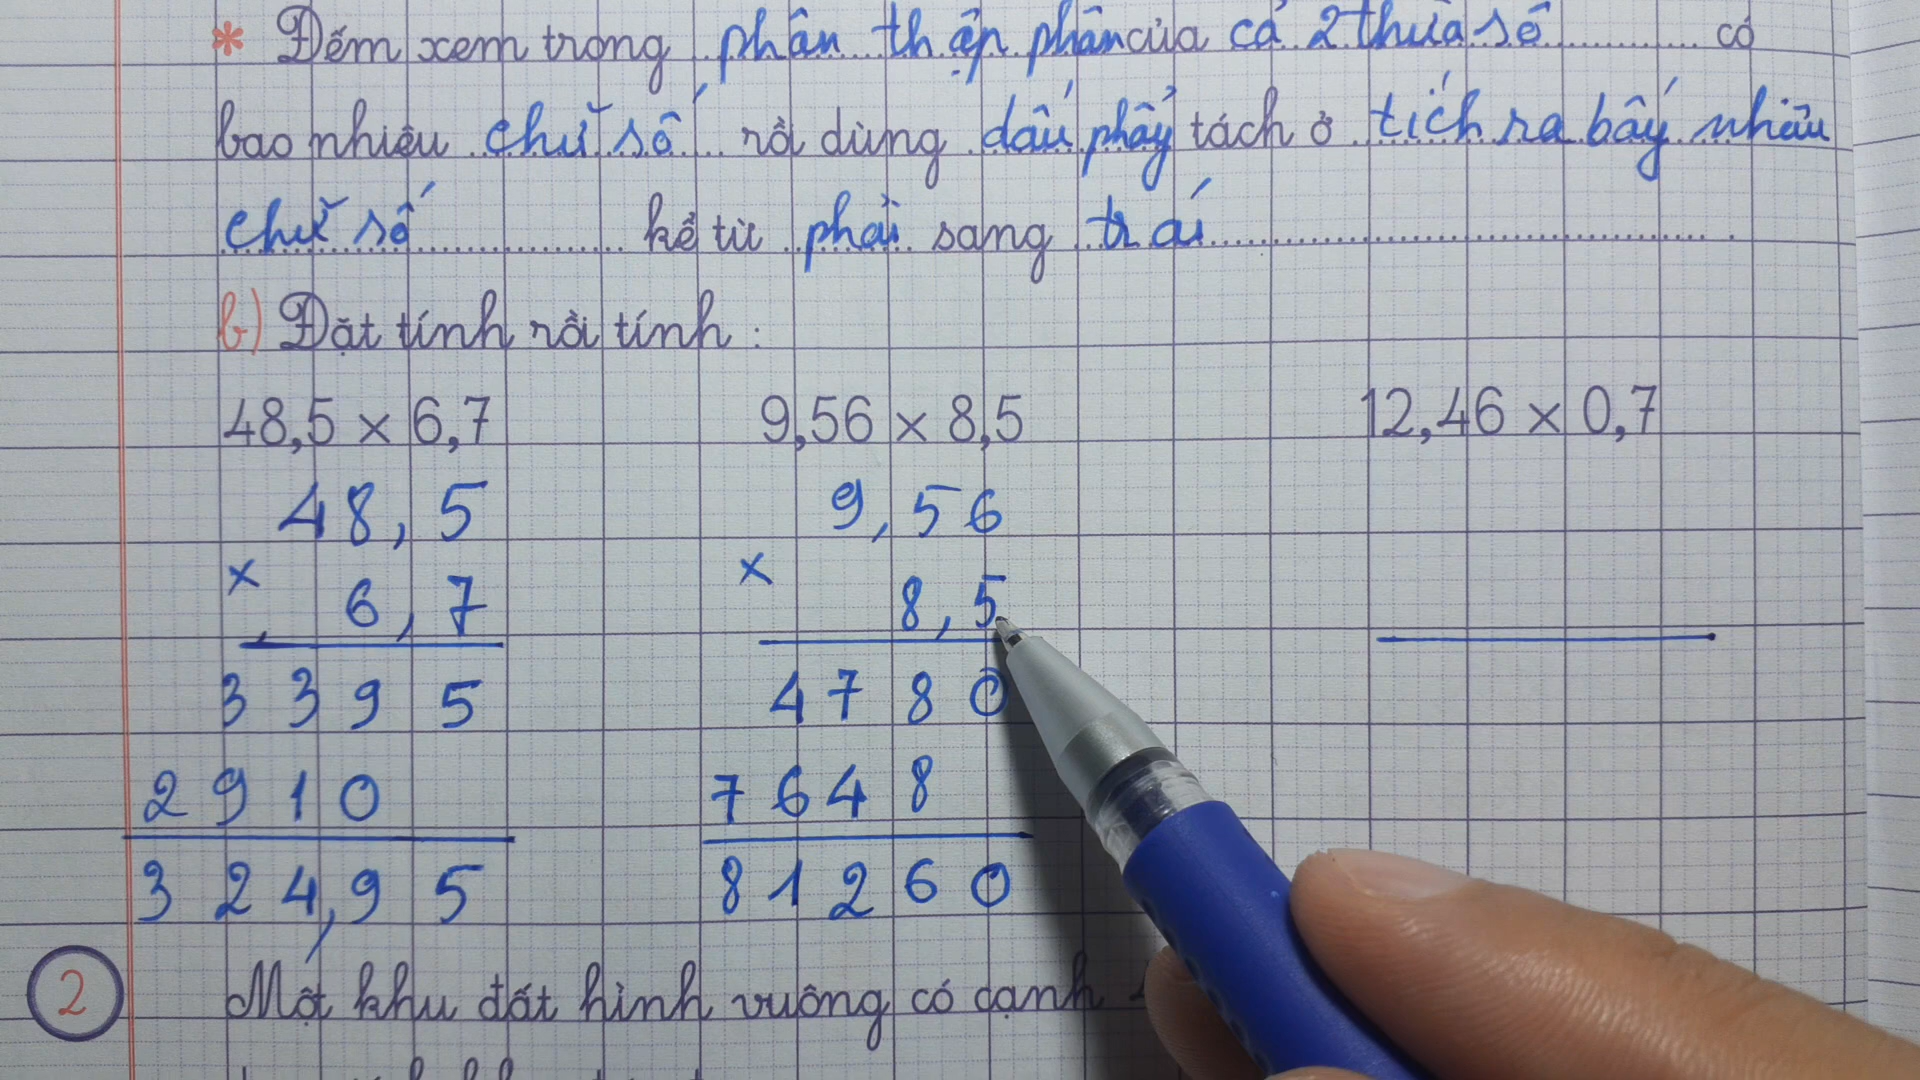 * Đếm xem trong phần thập phân của cả 2 thừa số .......... có
bao nhiêu chữ số rồi dùng dấu phẩy tách ở tích ra bấy nhiêu
chữ số .......... kể từ phải sang trái ..........
b) Đặt tính rồi tính :
48,5 × 6,7 9,56 × 8,5 12,46 × 0,7
48,5 9,56
× ×
6,7 8,5
3395 4780
2910 7648
324,95 81260
2 Một khu đất hình vuông có cạnh